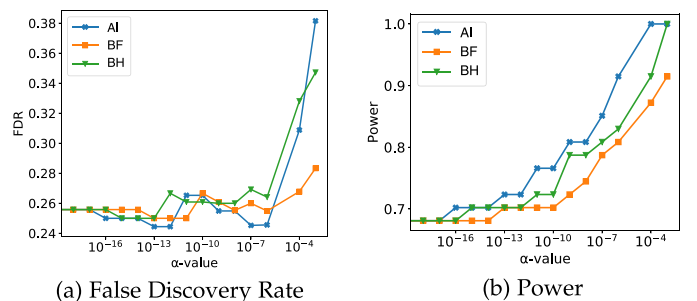 0.38
0.36
0.34
0.32
0.30
0.28
0.26
0.24
FDR
AI
BF
BH
10⁻¹⁶ 10⁻¹³ 10⁻¹⁰ 10⁻⁷ 10⁻⁴
α-value
(a) False Discovery Rate
1.0
0.9
0.8
0.7
Power
AI
BF
BH
10⁻¹⁶ 10⁻¹³ 10⁻¹⁰ 10⁻⁷ 10⁻⁴
α-value
(b) Power